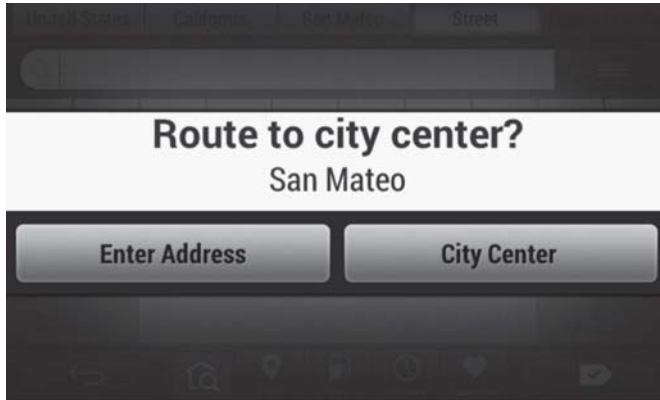 United States California San Mateo Street
Route to city center?
San Mateo
Enter Address City Center